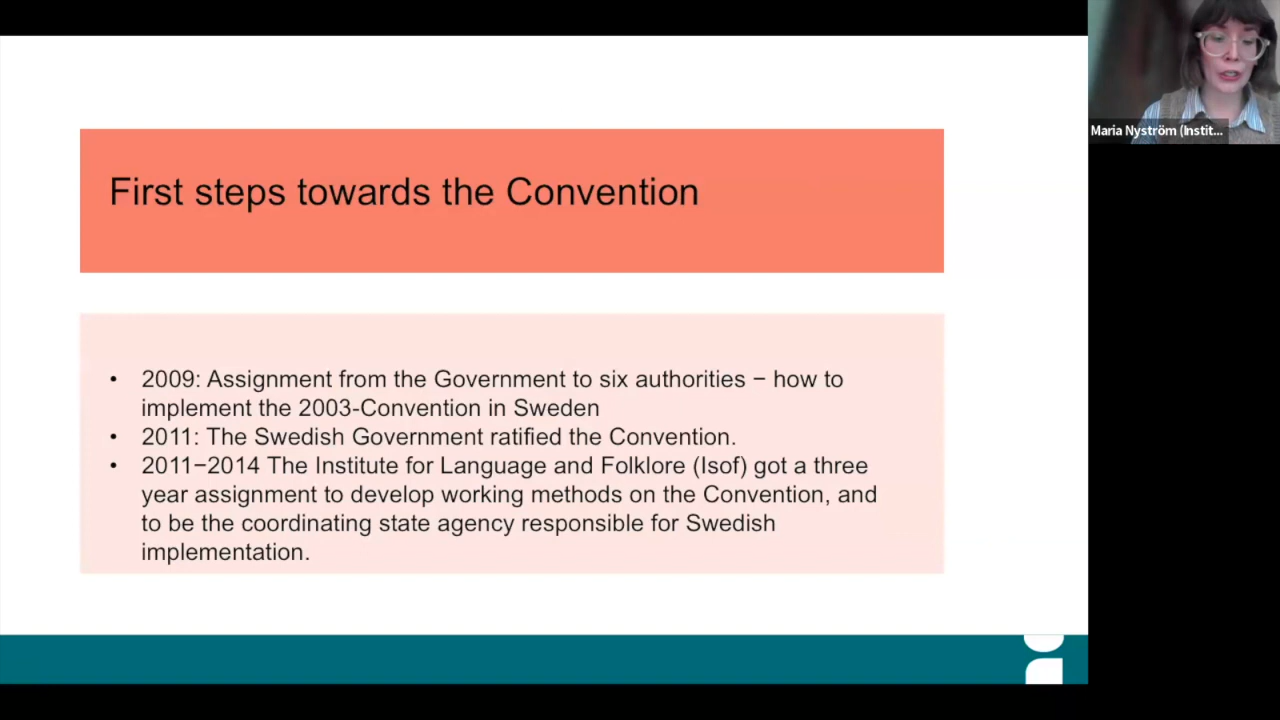 First steps towards the Convention
• 2009: Assignment from the Government to six authorities − how to
implement the 2003-Convention in Sweden
• 2011: The Swedish Government ratified the Convention.
• 2011−2014 The Institute for Language and Folklore (Isof) got a three
year assignment to develop working methods on the Convention, and
to be the coordinating state agency responsible for Swedish
implementation.
Maria Nyström (Instit...